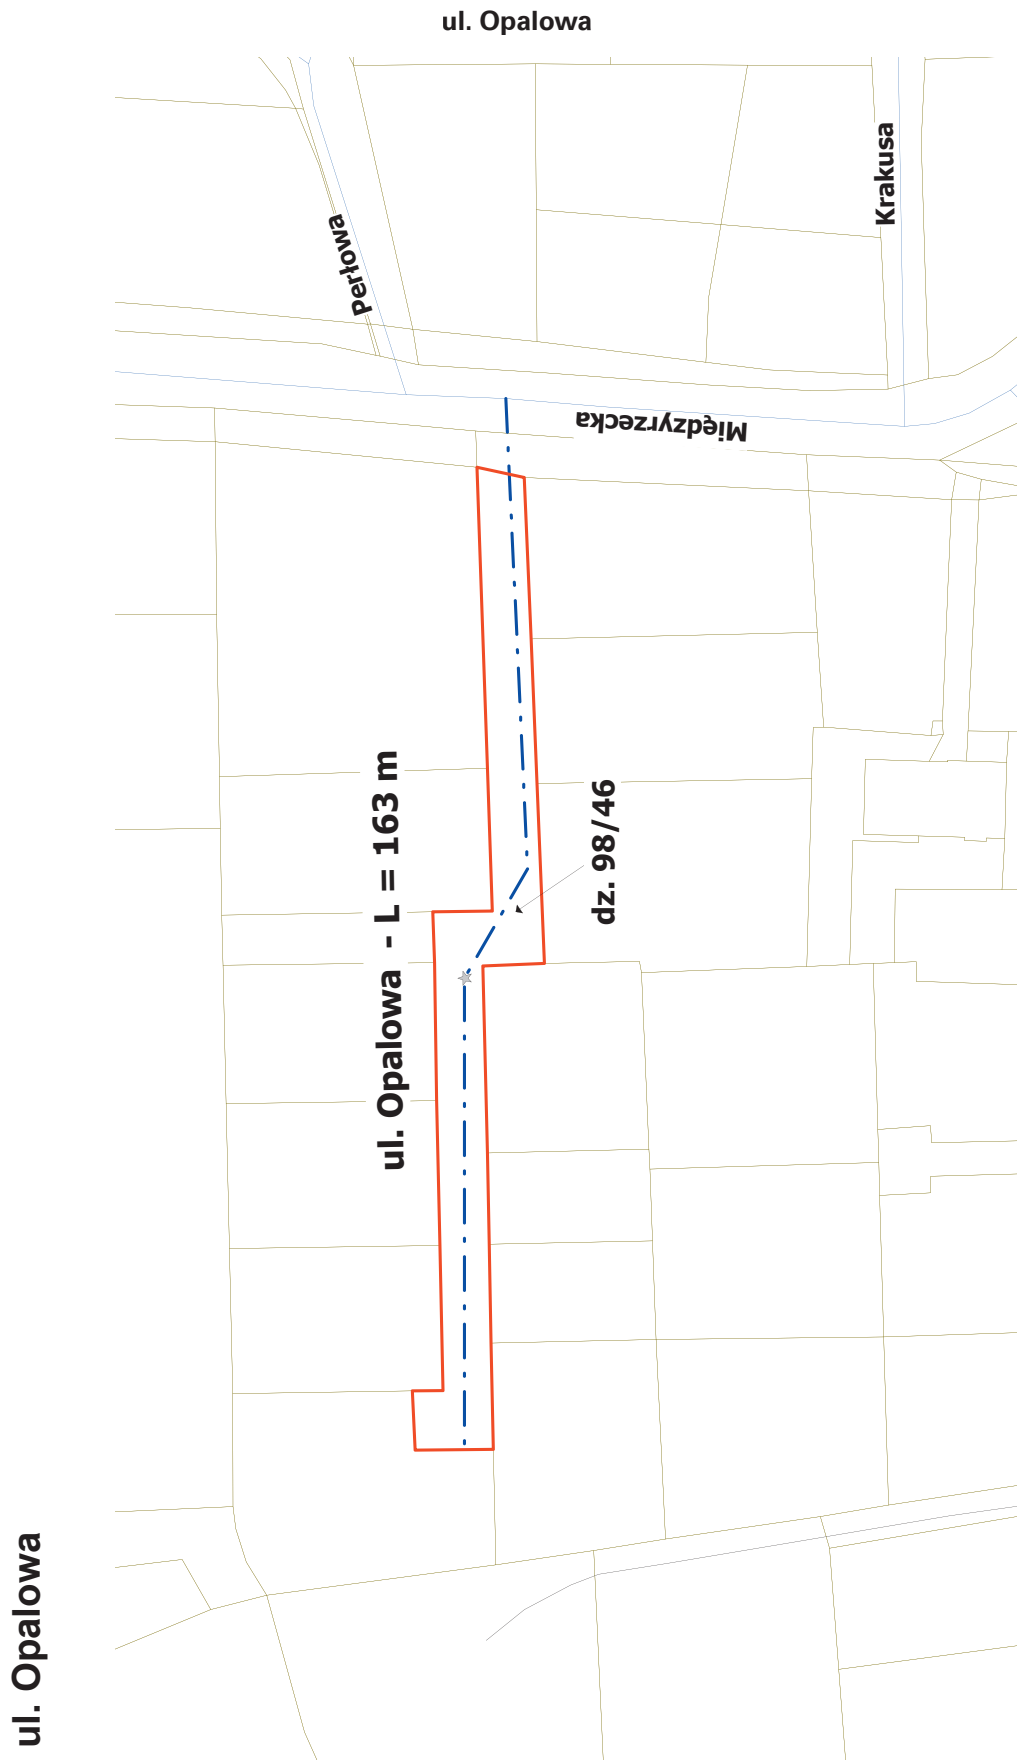 ul. Opalowa
Krakusa
Perłowa
Międzyrzecka
ul. Opalowa - L = 163 m
dz. 98/46
ul. Opalowa